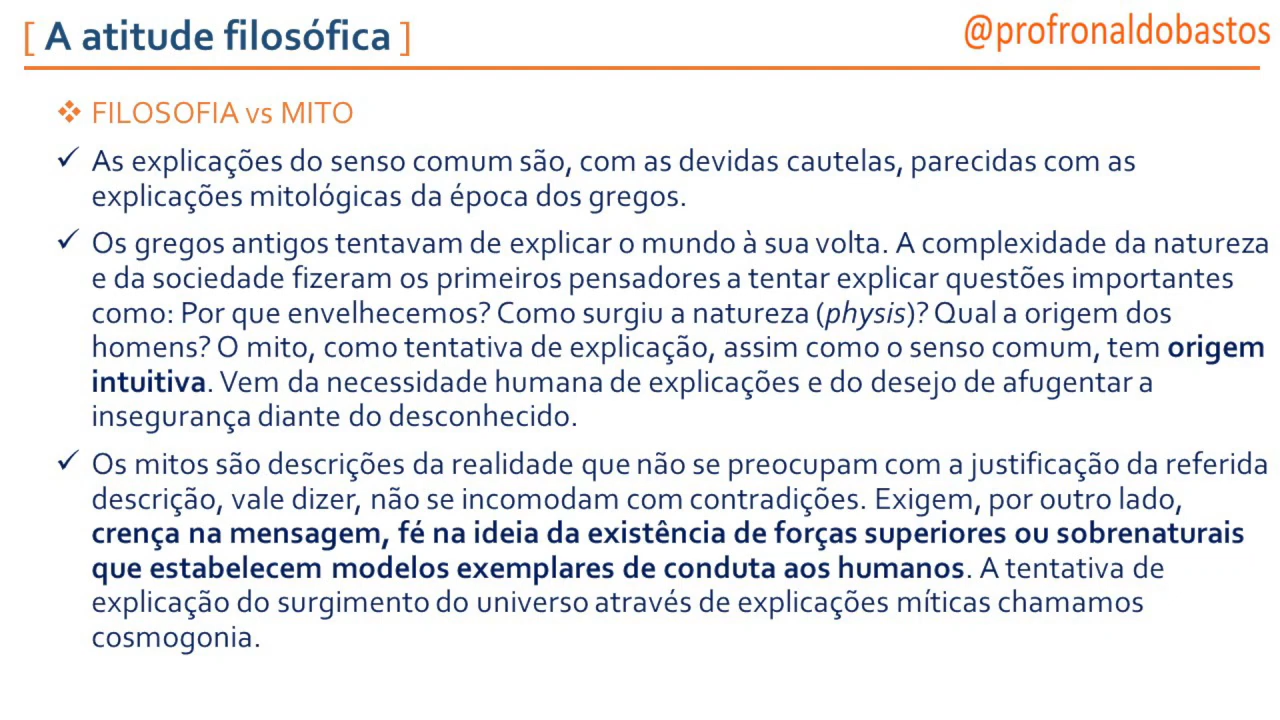 [ A atitude filosófica ]
@profronaldobastos
❖ FILOSOFIA vs MITO
✓ As explicações do senso comum são, com as devidas cautelas, parecidas com as
explicações mitológicas da época dos gregos.
✓ Os gregos antigos tentavam de explicar o mundo à sua volta. A complexidade da natureza
e da sociedade fizeram os primeiros pensadores a tentar explicar questões importantes
como: Por que envelhecemos? Como surgiu a natureza (physis)? Qual a origem dos
homens? O mito, como tentativa de explicação, assim como o senso comum, tem origem
intuitiva. Vem da necessidade humana de explicações e do desejo de afugentar a
insegurança diante do desconhecido.
✓ Os mitos são descrições da realidade que não se preocupam com a justificação da referida
descrição, vale dizer, não se incomodam com contradições. Exigem, por outro lado,
crença na mensagem, fé na ideia da existência de forças superiores ou sobrenaturais
que estabelecem modelos exemplares de conduta aos humanos. A tentativa de
explicação do surgimento do universo através de explicações míticas chamamos
cosmogonia.